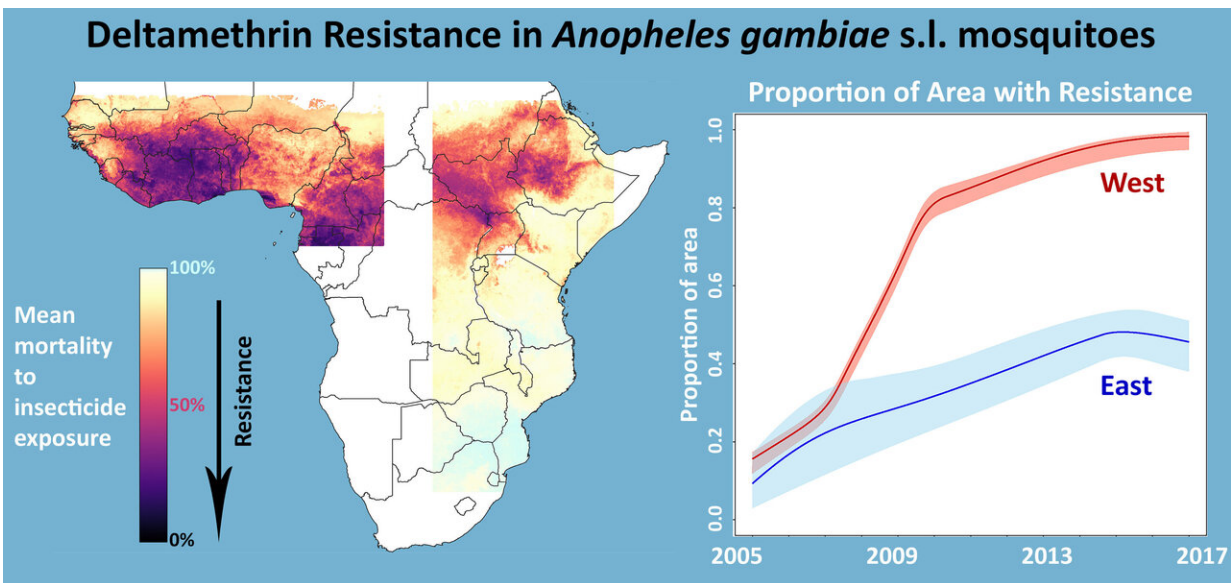 Deltamethrin Resistance in Anopheles gambiae s.l. mosquitoes
Mean
mortality
to
insecticide
exposure
100%
50%
0%
Resistance
Proportion of Area with Resistance
Proportion of area
1.0
0.8
0.6
0.4
0.2
0.0
West
East
2005
2009
2013
2017